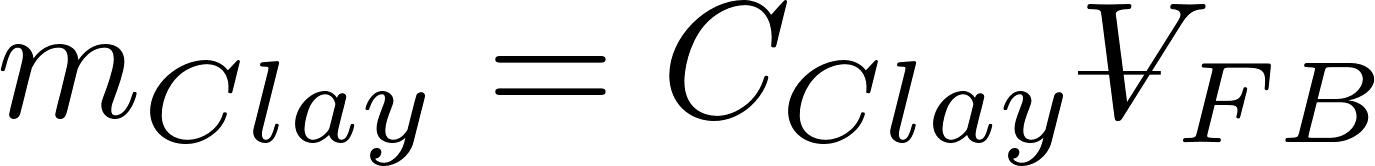 m_{Clay} = C_{Clay} V̶_{FB}